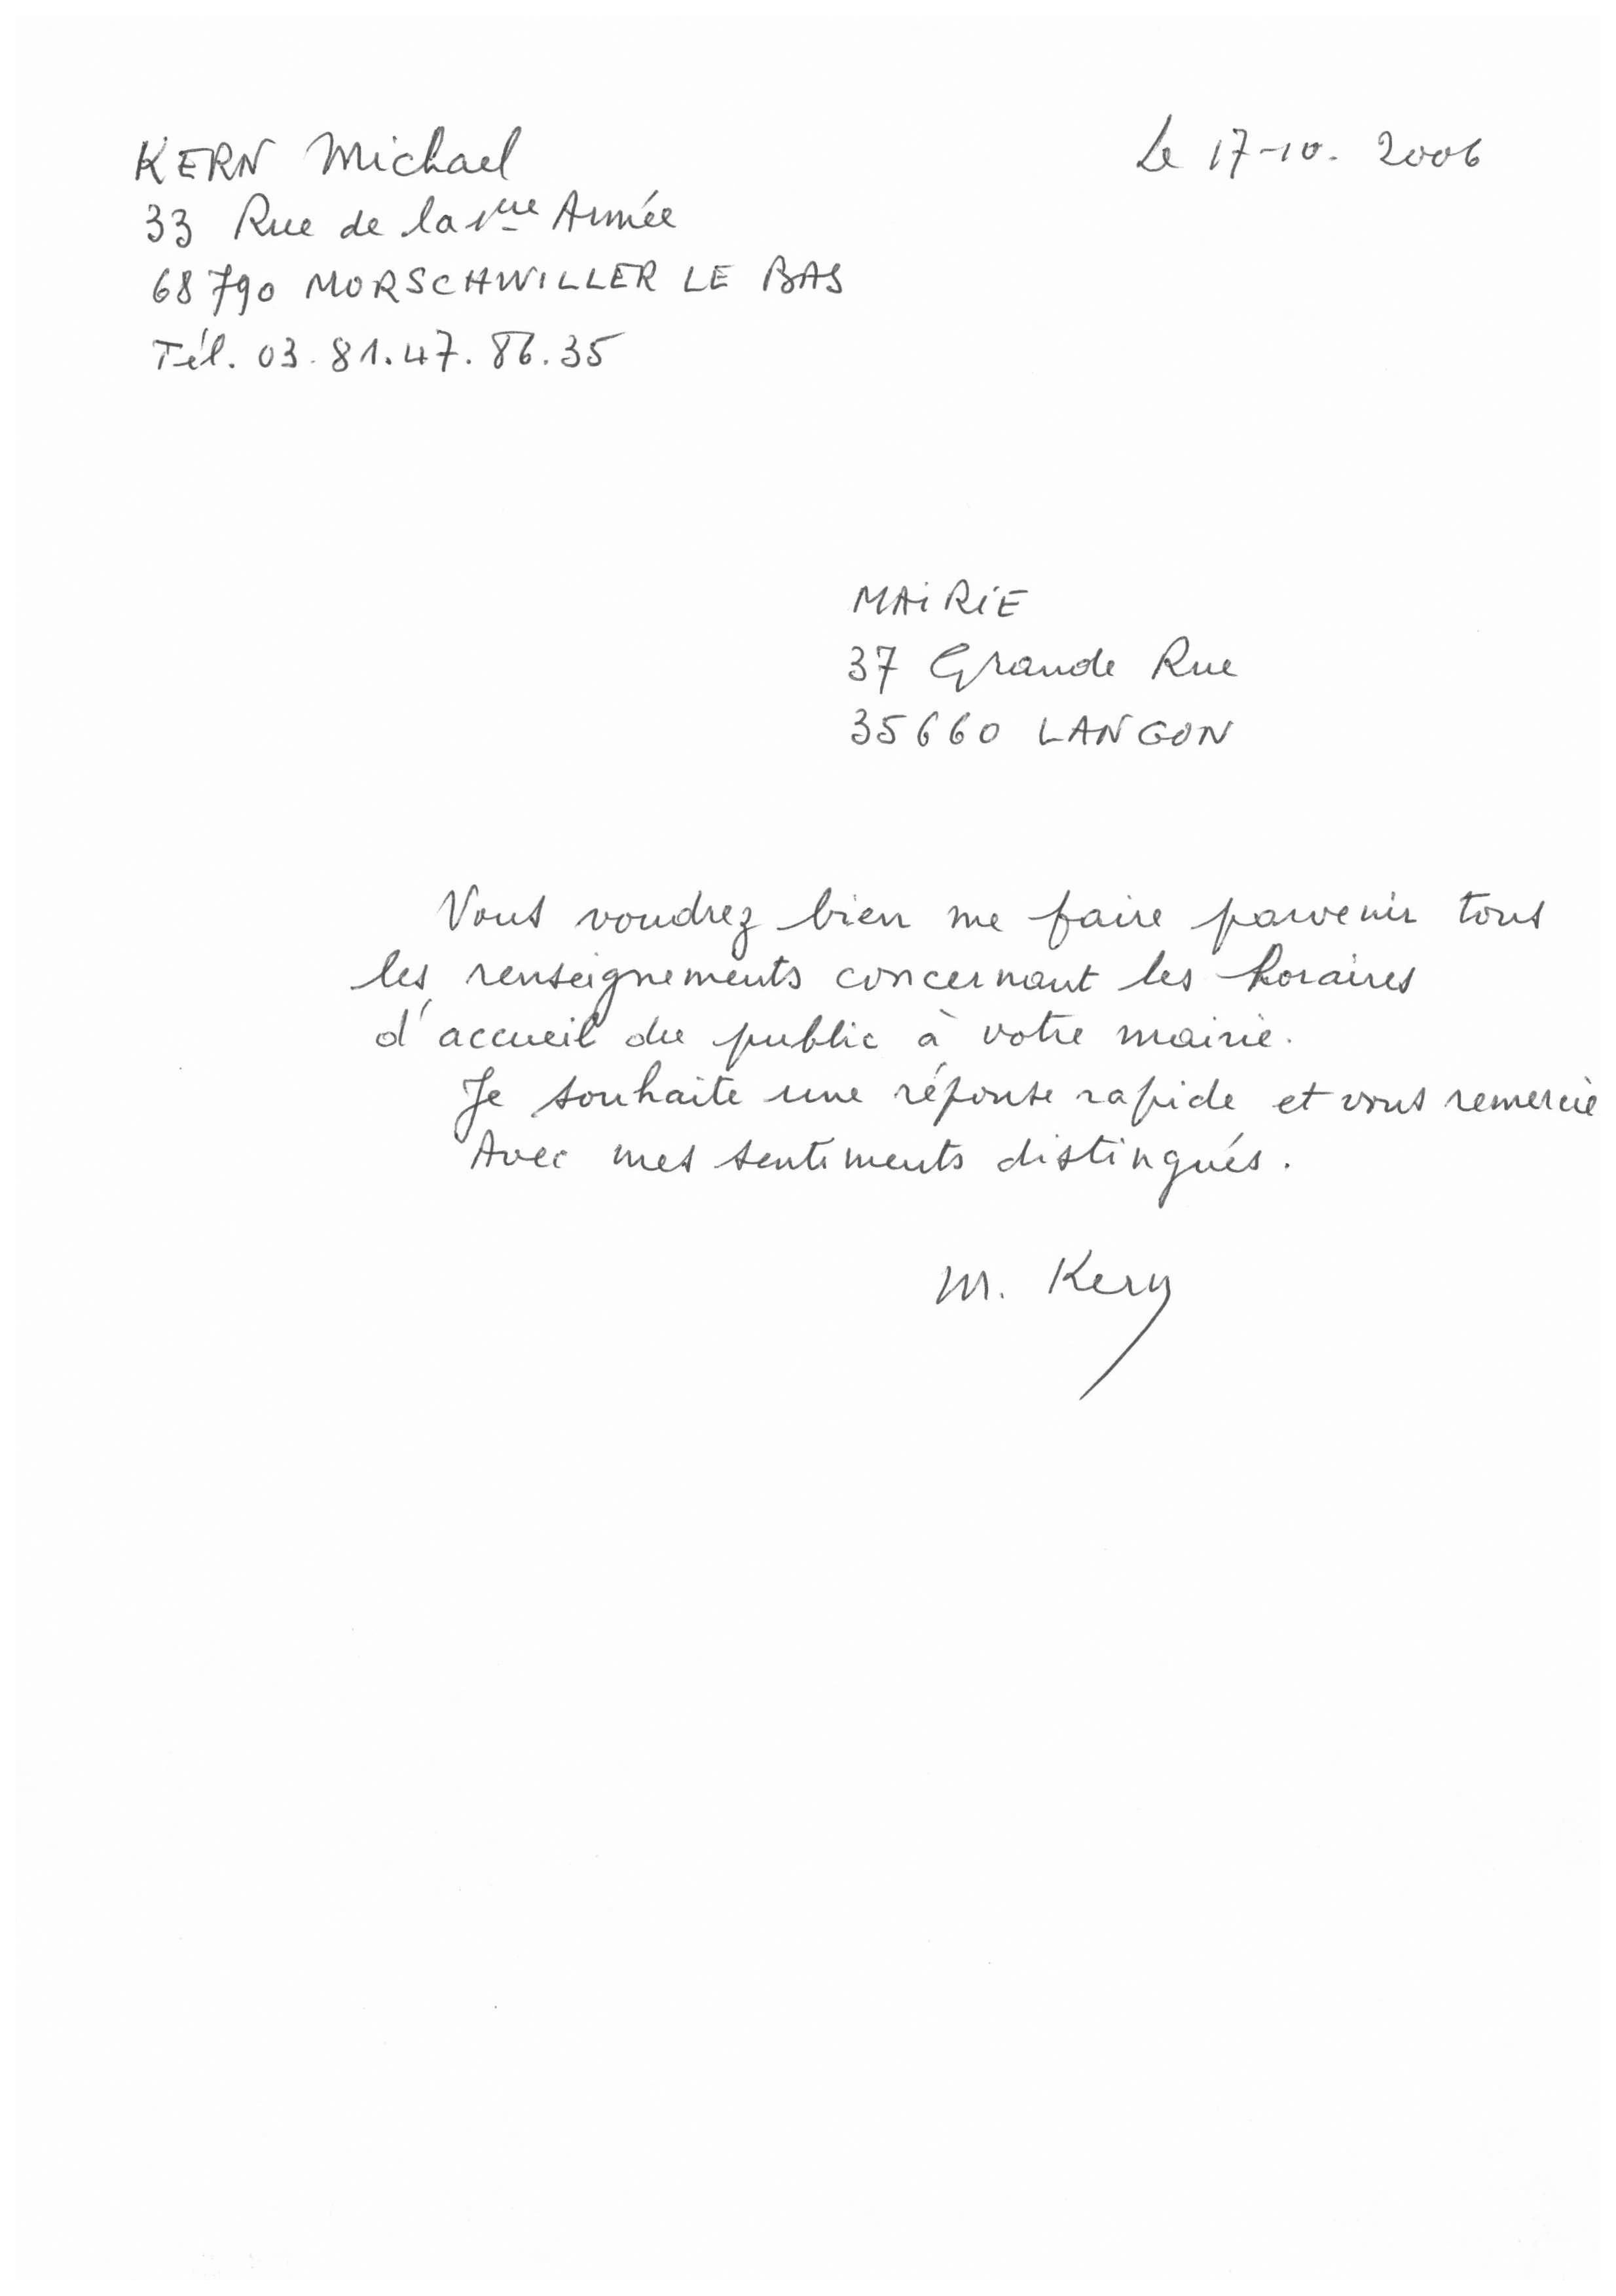 KERN Michael
Le 17-10. 2006
33 Rue de la 1ère Armée
68790 MORSCHWILLER LE BAS
Tél. 03.81.47.86.35
MAIRIE
37 Grande Rue
35660 LANGON
Vous voudrez bien me faire parvenir tous
les renseignements concernant les horaires
d'accueil du public à votre mairie.
Je souhaite une réponse rapide et vous remercie
Avec mes sentiments distingués.
M. Kern